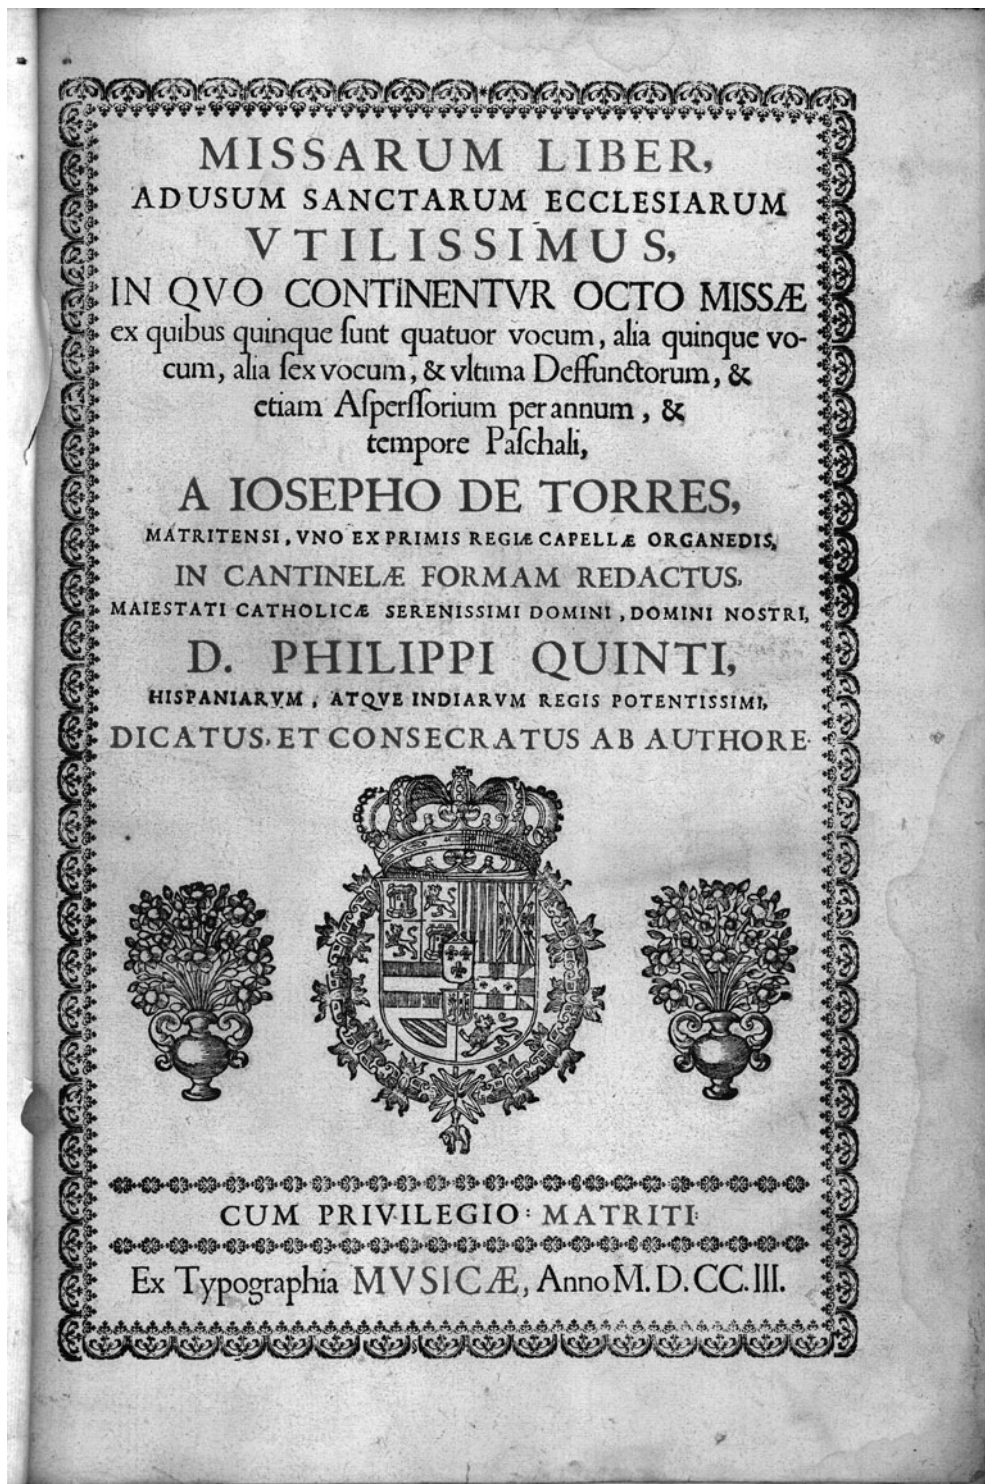 MISSARUM LIBER,
AD USUM SANCTARUM ECCLESIARUM
VTILISSIMUS,
IN QVO CONTINENTVR OCTO MISSÆ
ex quibus quinque ſunt quatuor vocum, alia quinque vo-
cum, alia ſex vocum, & vltima Deffunctorum, &
etiam Aſperſſorium per annum, &
tempore Paſchali,
A IOSEPHO DE TORRES,
MATRITENSI, VNO EX PRIMIS REGIÆ CAPELLÆ ORGANEDIS,
IN CANTINELÆ FORMAM REDACTUS.
MAIESTATI CATHOLICÆ SERENISSIMI DOMINI, DOMINI NOSTRI,
D. PHILIPPI QUINTI,
HISPANIARVM, ATQVE INDIARVM REGIS POTENTISSIMI,
DICATUS, ET CONSECRATUS AB AUTHORE.
CUM PRIVILEGIO: MATRITI:
Ex Typographia MVSICÆ, Anno M. D. CC. III.